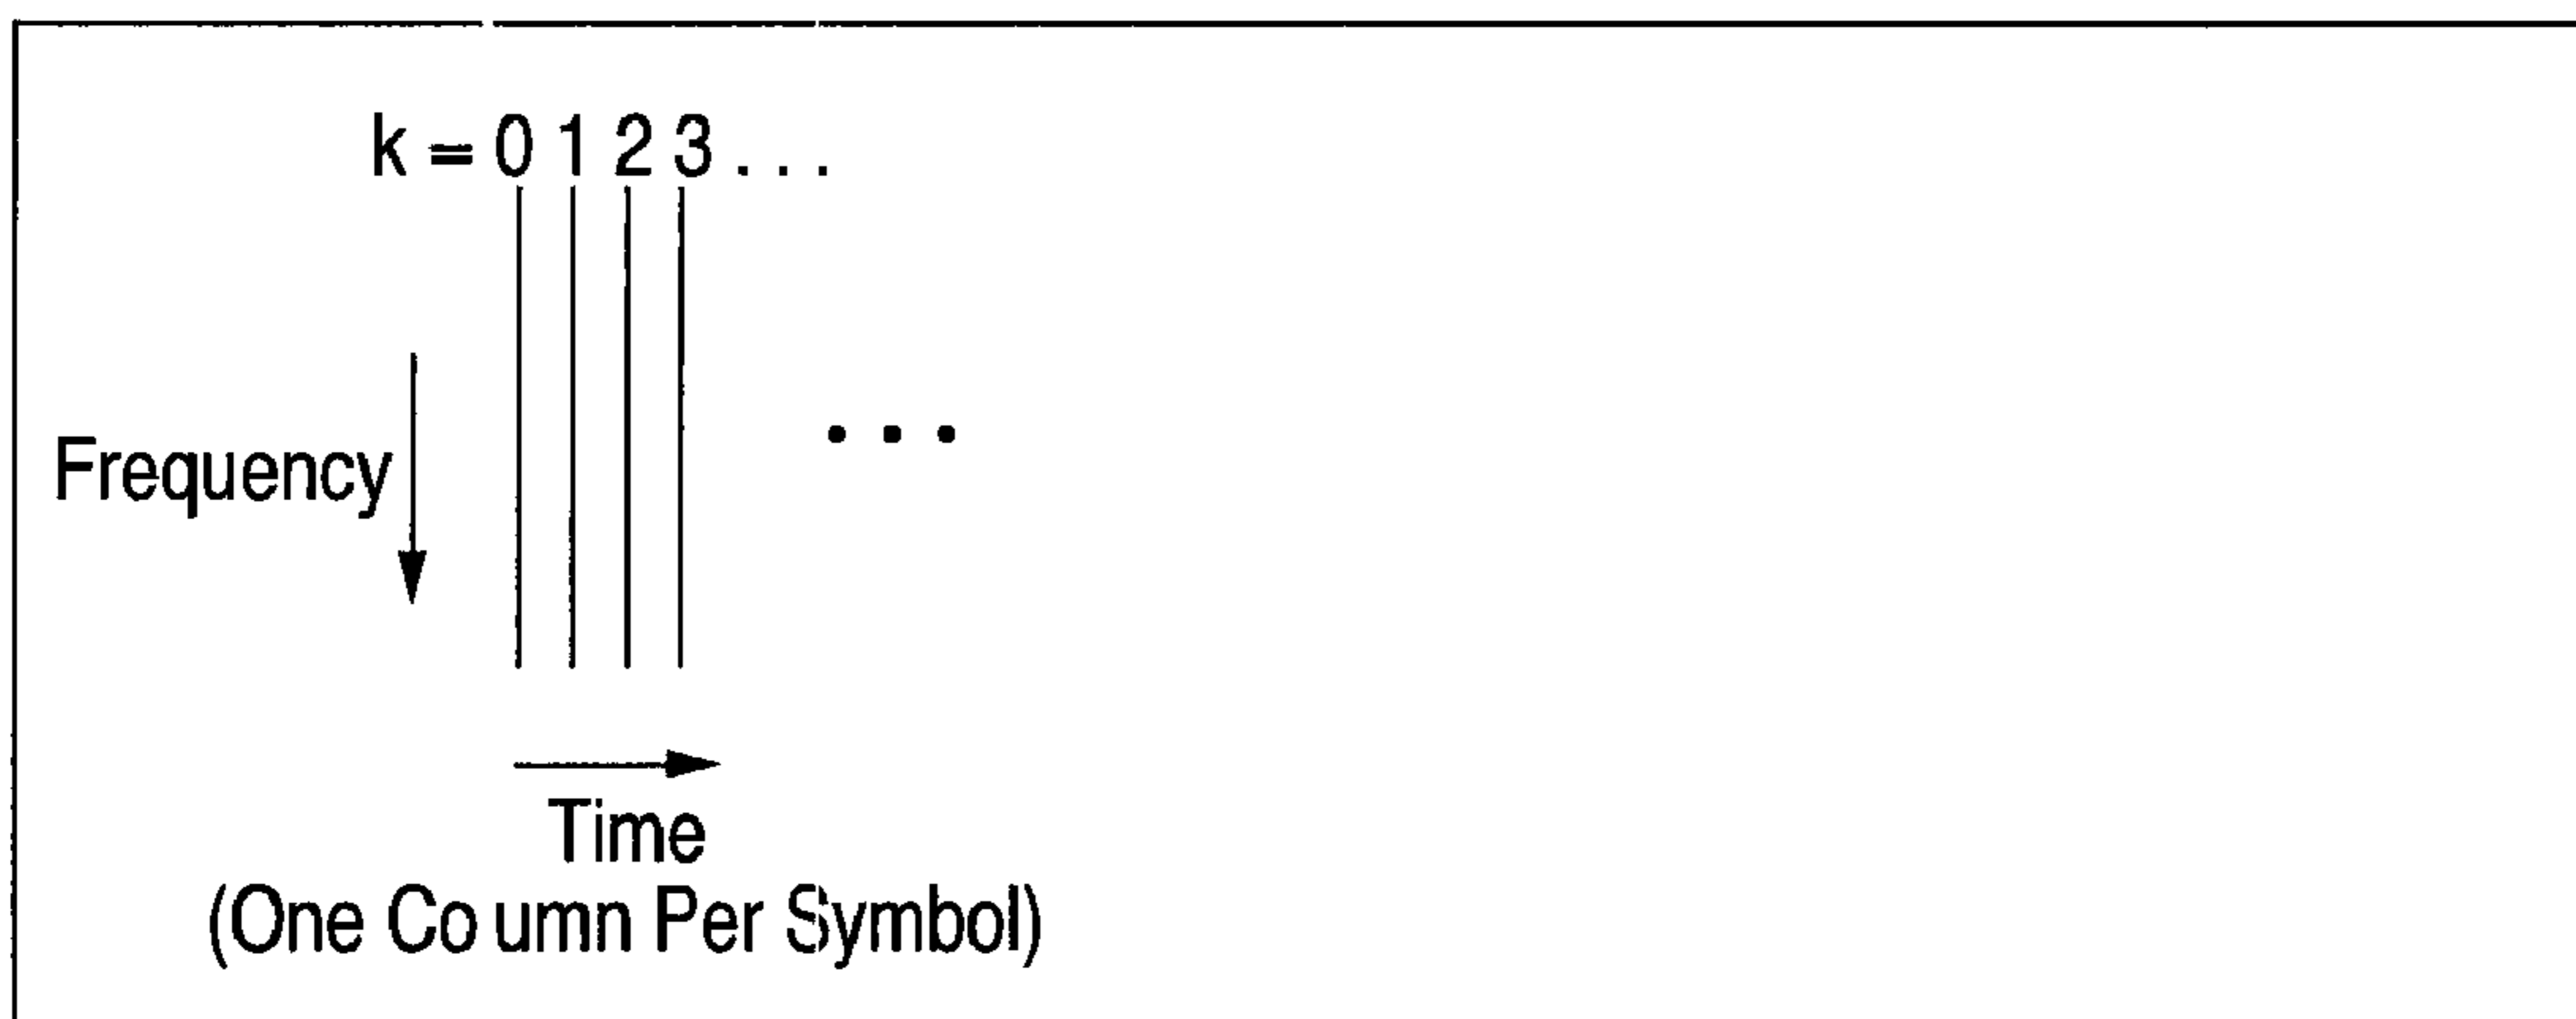 k = 0 1 2 3 . . .
Frequency
. . .
Time
(One Co umn Per Symbol)